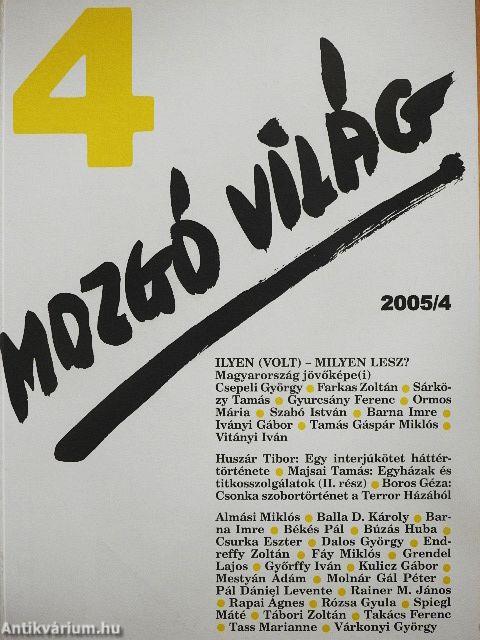 4
MOZGÓ VILÁG
2005/4
ILYEN (VOLT) – MILYEN LESZ?
Magyarország jövőképe(i)
Csepeli György ● Farkas Zoltán ● Sárkö-
zy Tamás ● Gyurcsány Ferenc ● Ormos
Mária ● Szabó István ● Barna Imre ●
Iványi Gábor ● Tamás Gáspár Miklós ●
Vitányi Iván
Huszár Tibor: Egy interjúkötet háttér-
története ● Majsai Tamás: Egyházak és
titkosszolgálatok (II. rész) ● Boros Géza:
Csonka szobortörténet a Terror Házából
Almási Miklós ● Balla D. Károly ● Bar-
na Imre ● Békés Pál ● Búzás Huba ●
Csurka Eszter ● Dalos György ● End-
reffy Zoltán ● Fáy Miklós ● Grendel
Lajos ● Győrffy Iván ● Kulicz Gábor ●
Mestyán Ádám ● Molnár Gál Péter ●
Pál Dániel Levente ● Rainer M. János
● Rapai Ágnes ● Rózsa Gyula ● Spiegl
Máté ● Tábori Zoltán ● Takács Ferenc
● Tass Marianne ● Várkonyi György
Antikvárium.hu